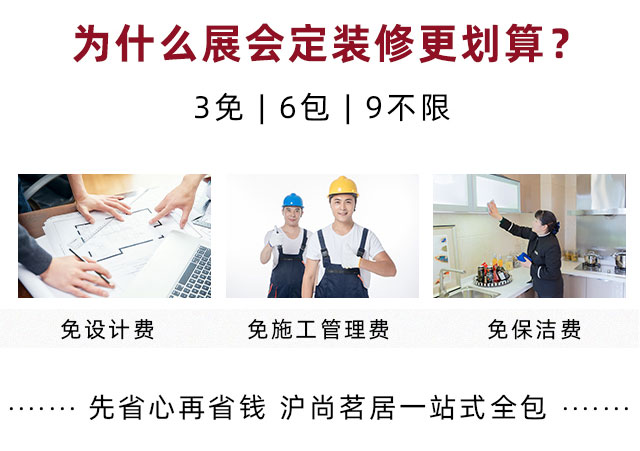 为什么展会定装修更划算？
3免 | 6包 | 9不限
免设计费
免施工管理费
免保洁费
······· 先省心再省钱 沪尚茗居一站式全包 ·······